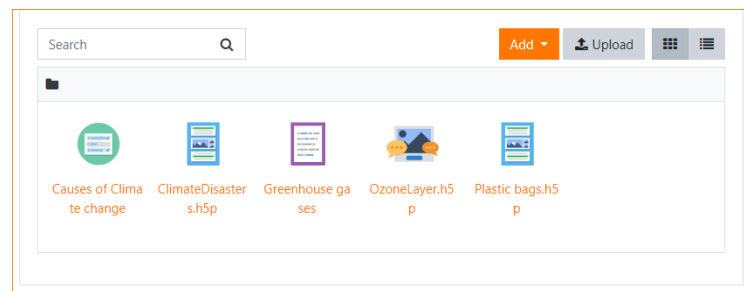 Search
Add
Upload
Causes of Clima
te change
ClimateDisaster
s.h5p
Greenhouse ga
ses
OzoneLayer.h5
p
Plastic bags.h5
p